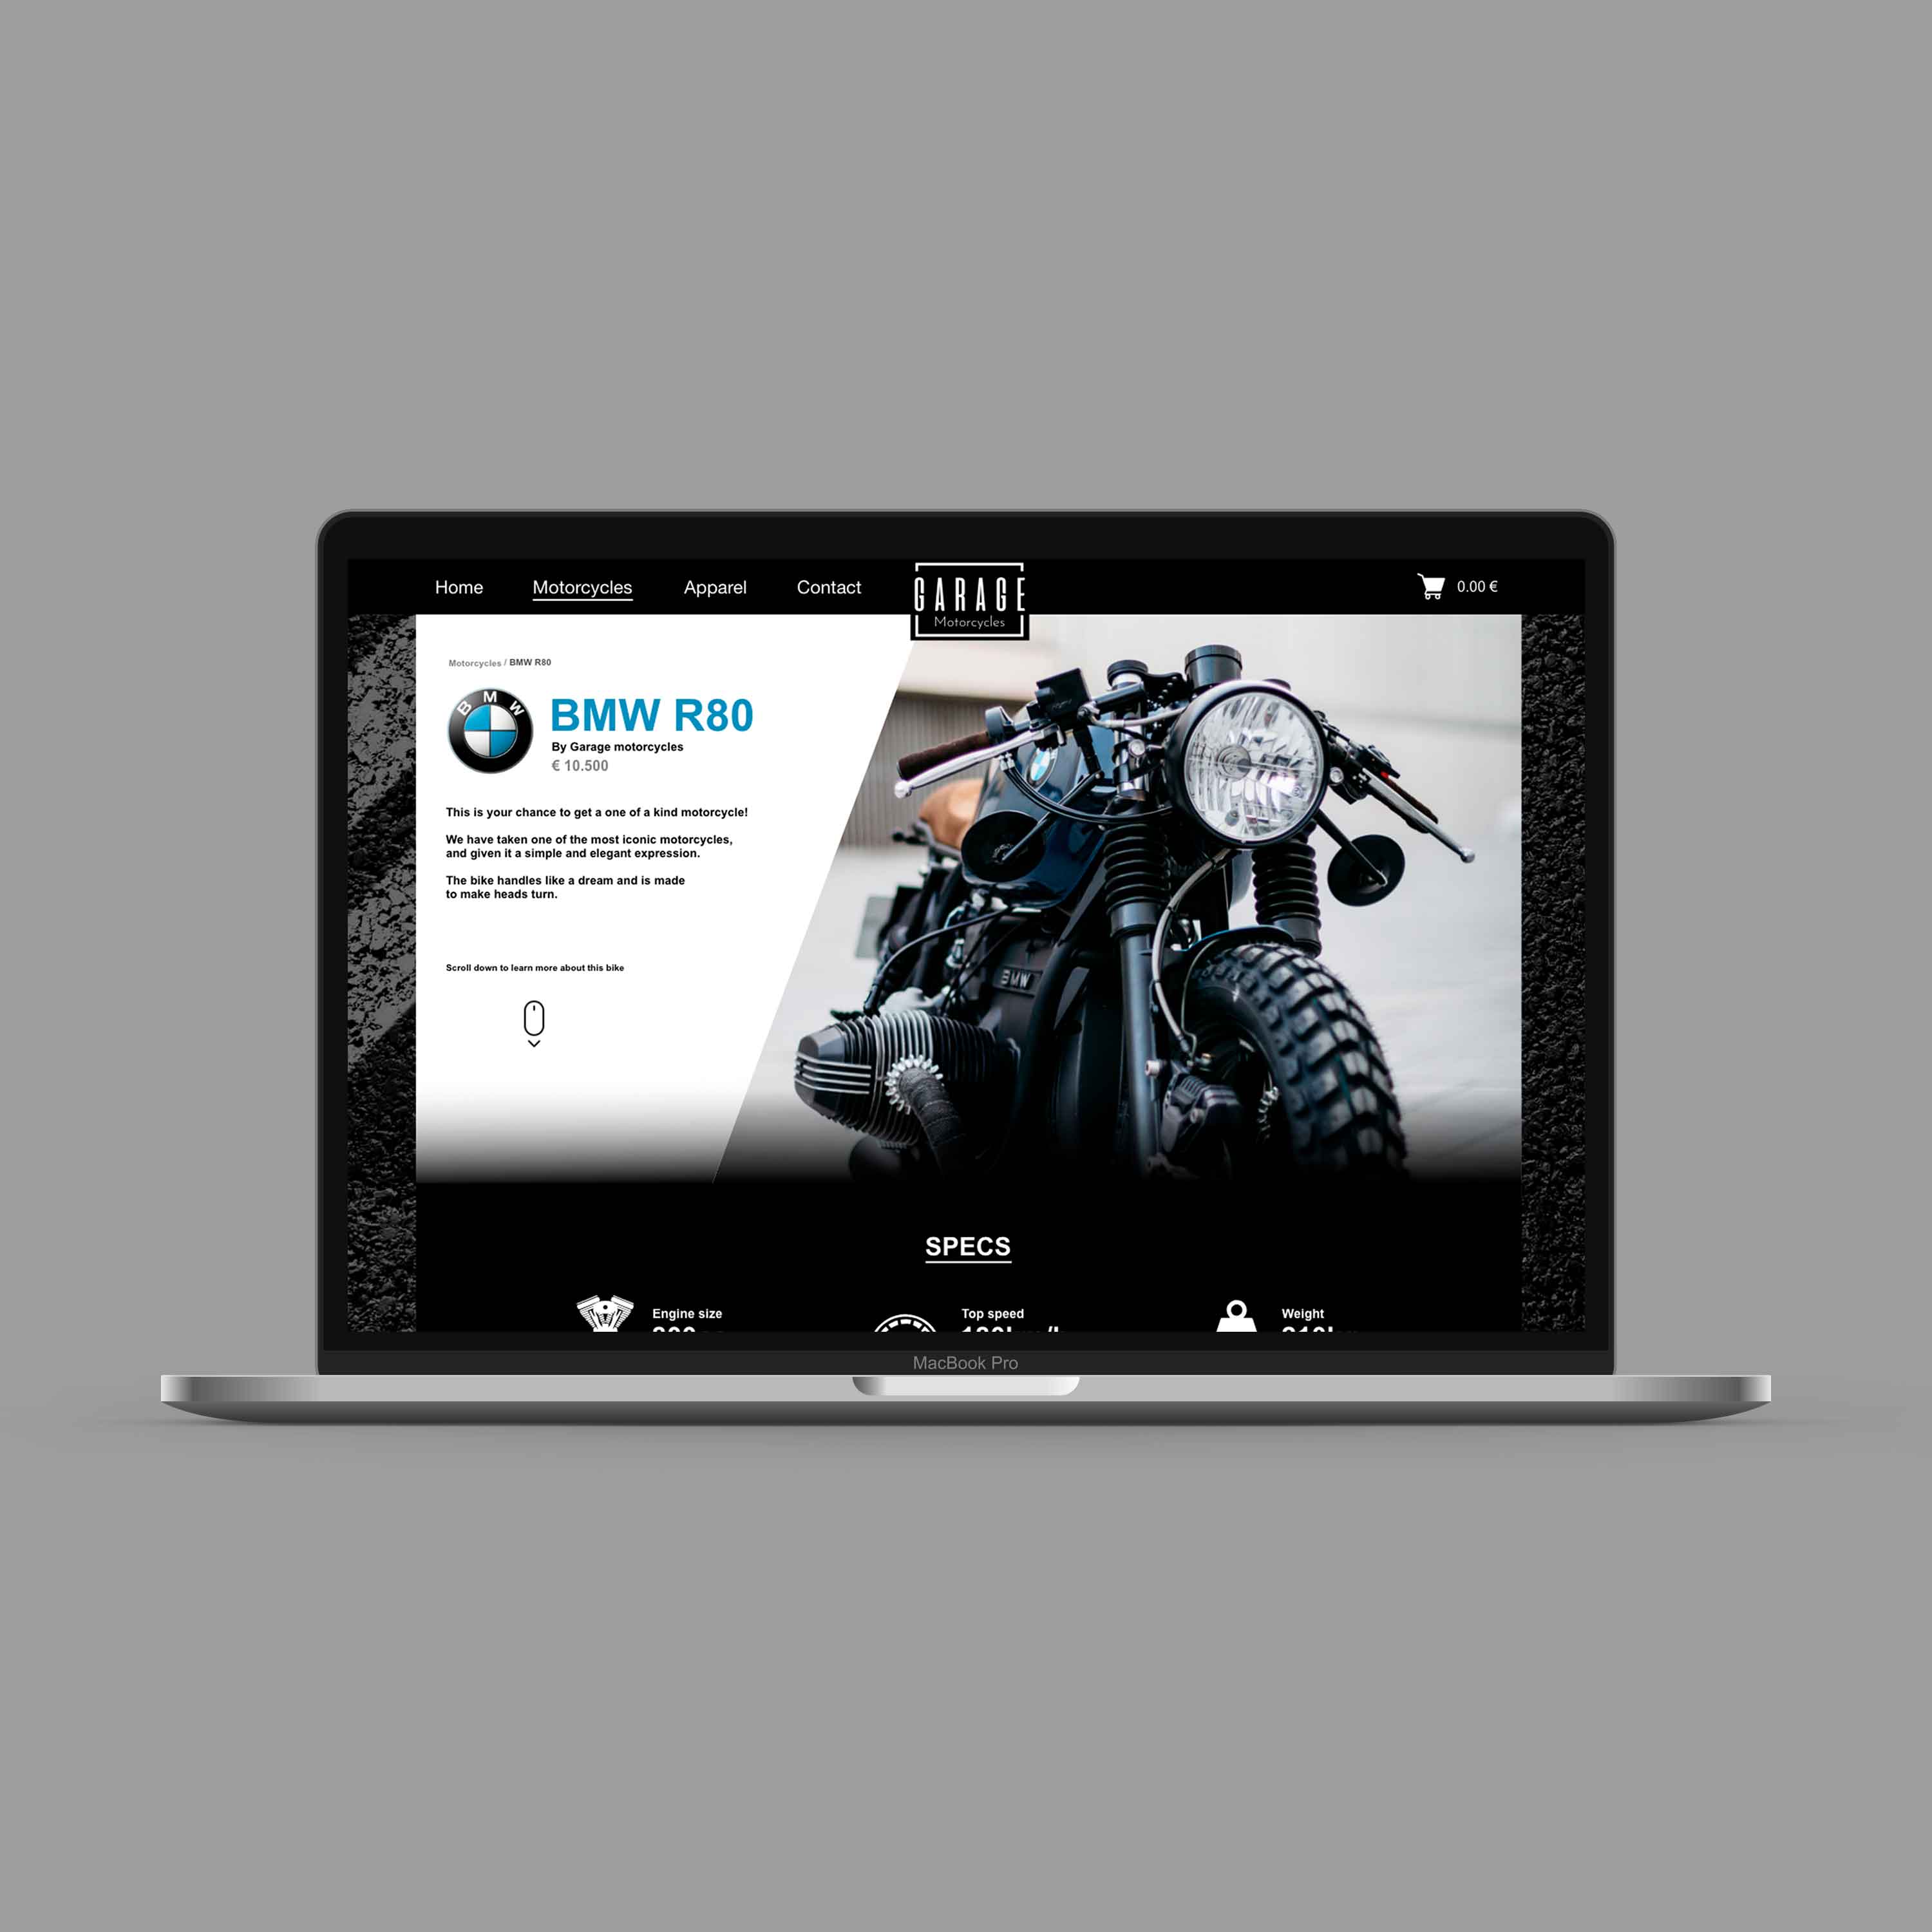 Home Motorcycles Apparel Contact
GARAGE
Motorcycles
0.00 €
Motorcycles / BMW R80
BMW
BMW R80
By Garage motorcycles
€ 10.500
This is your chance to get a one of a kind motorcycle!
We have taken one of the most iconic motorcycles,
and given it a simple and elegant expression.
The bike handles like a dream and is made
to make heads turn.
Scroll down to learn more about this bike
BMW
SPECS
Engine size
Top speed
Weight
MacBook Pro